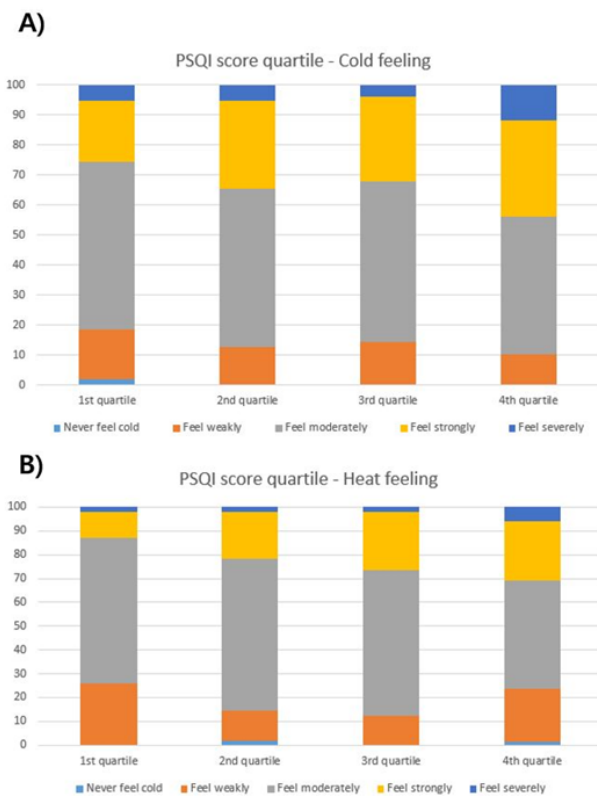 A)
PSQI score quartile - Cold feeling
100
90
80
70
60
50
40
30
20
10
0
1st quartile 2nd quartile 3rd quartile 4th quartile
Never feel cold Feel weakly Feel moderately Feel strongly Feel severely
B)
PSQI score quartile - Heat feeling
100
90
80
70
60
50
40
30
20
10
0
1st quartile 2nd quartile 3rd quartile 4th quartile
Never feel cold Feel weakly Feel moderately Feel strongly Feel severely